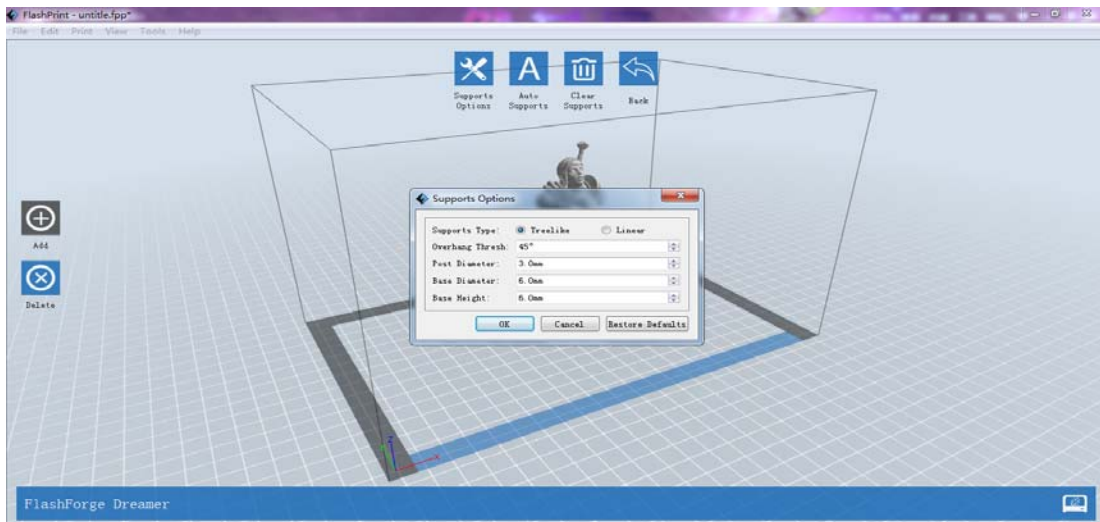 FlashPrint - untitle.fpp*
File Edit Print View Tools Help
Supports Options
Auto Supports
Clear Supports
Back
Add
Delete
Supports Options
Supports Type: Treelike Linear
Overhang Thresh: 45°
Post Diameter: 3.0mm
Base Diameter: 6.0mm
Base Height: 6.0mm
OK Cancel Restore Defaults
Z
X
FlashForge Dreamer